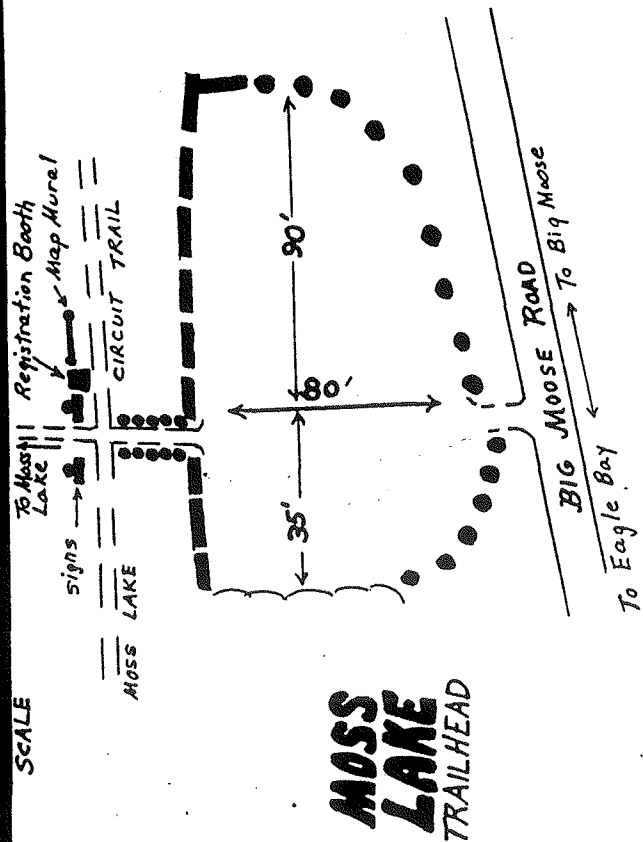 SCALE
To Moss
Lake
Registration Booth
Map Mural
signs
MOSS LAKE CIRCUIT TRAIL
90'
80'
35'
BIG MOOSE ROAD
To Eagle Bay
To Big Moose
MOSS
LAKE
TRAILHEAD